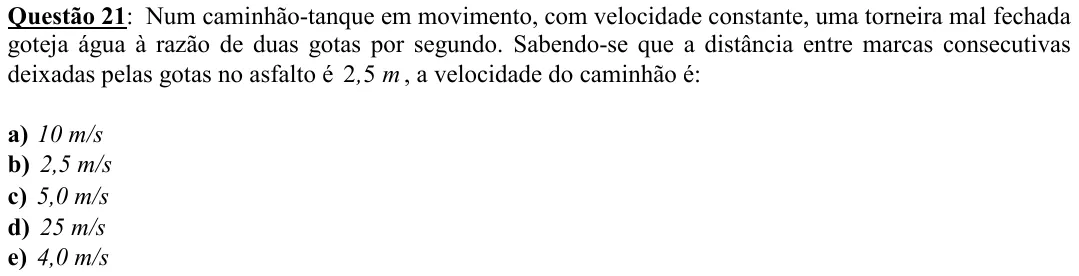 Questão 21: Num caminhão-tanque em movimento, com velocidade constante, uma torneira mal fechada
goteja água à razão de duas gotas por segundo. Sabendo-se que a distância entre marcas consecutivas
deixadas pelas gotas no asfalto é 2,5 m, a velocidade do caminhão é:
a) 10 m/s
b) 2,5 m/s
c) 5,0 m/s
d) 25 m/s
e) 4,0 m/s